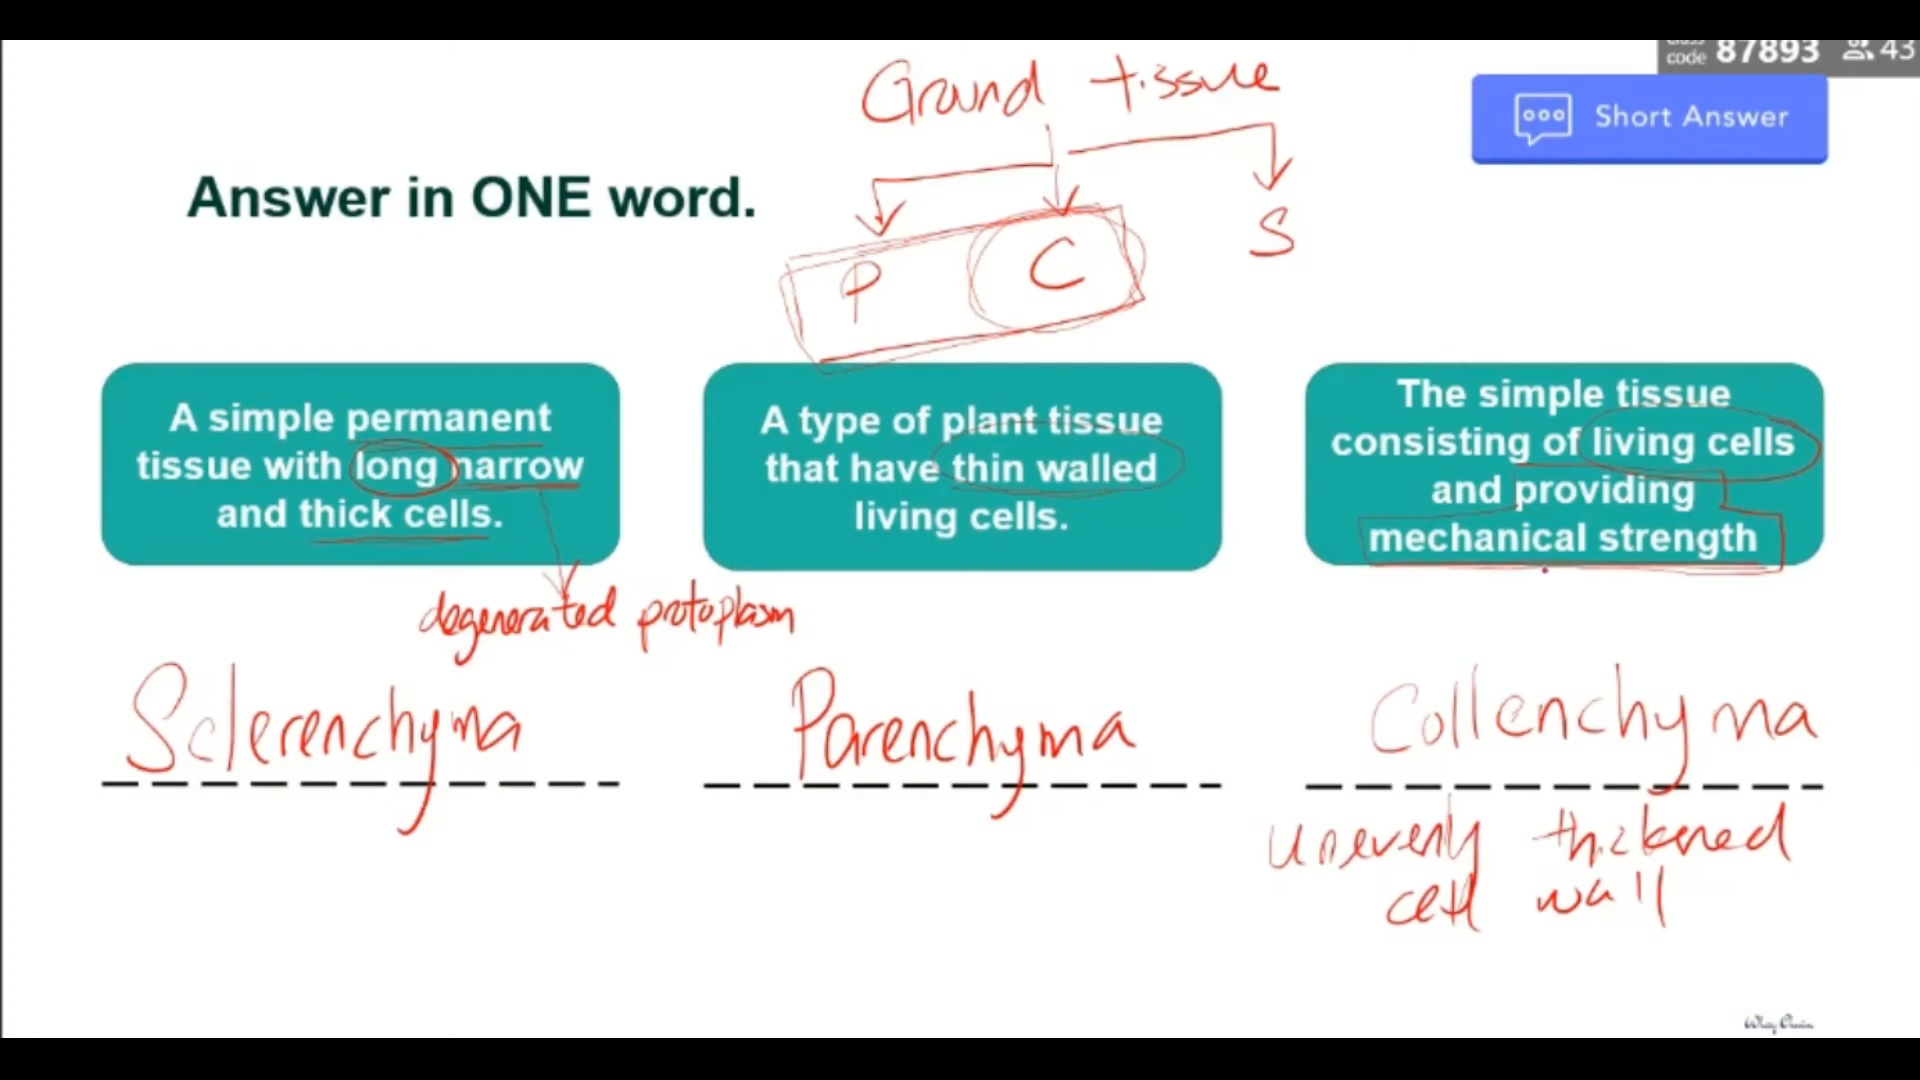 class
code 87893 43
Ground tissue
Short Answer
Answer in ONE word.
P C S
A simple permanent
tissue with long narrow
and thick cells.
A type of plant tissue
that have thin walled
living cells.
The simple tissue
consisting of living cells
and providing
mechanical strength
degenerated protoplasm
Sclerenchyma
Parenchyma
Collenchyma
unevenly thickened
cell wall